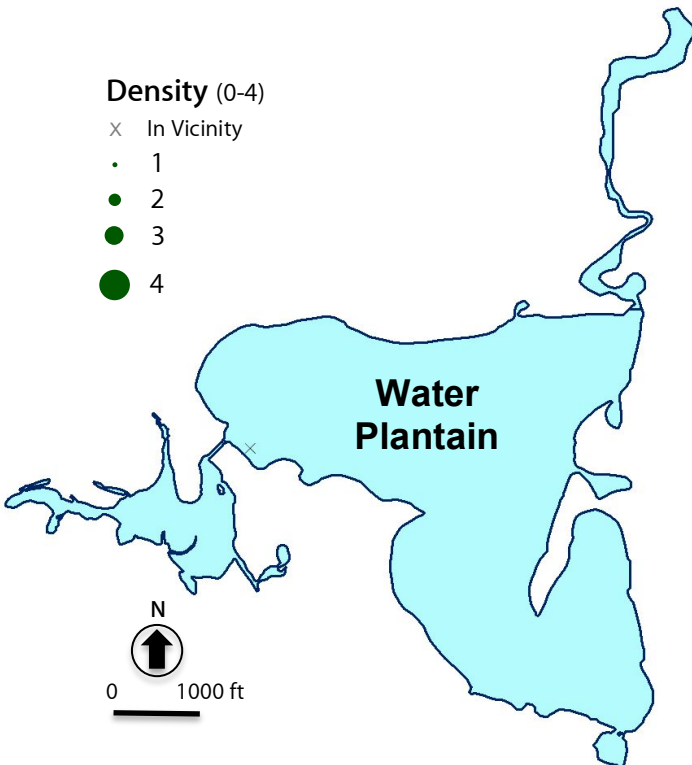 Density (0-4)
x In Vicinity
1
2
3
4
Water
Plantain
N
0 1000 ft